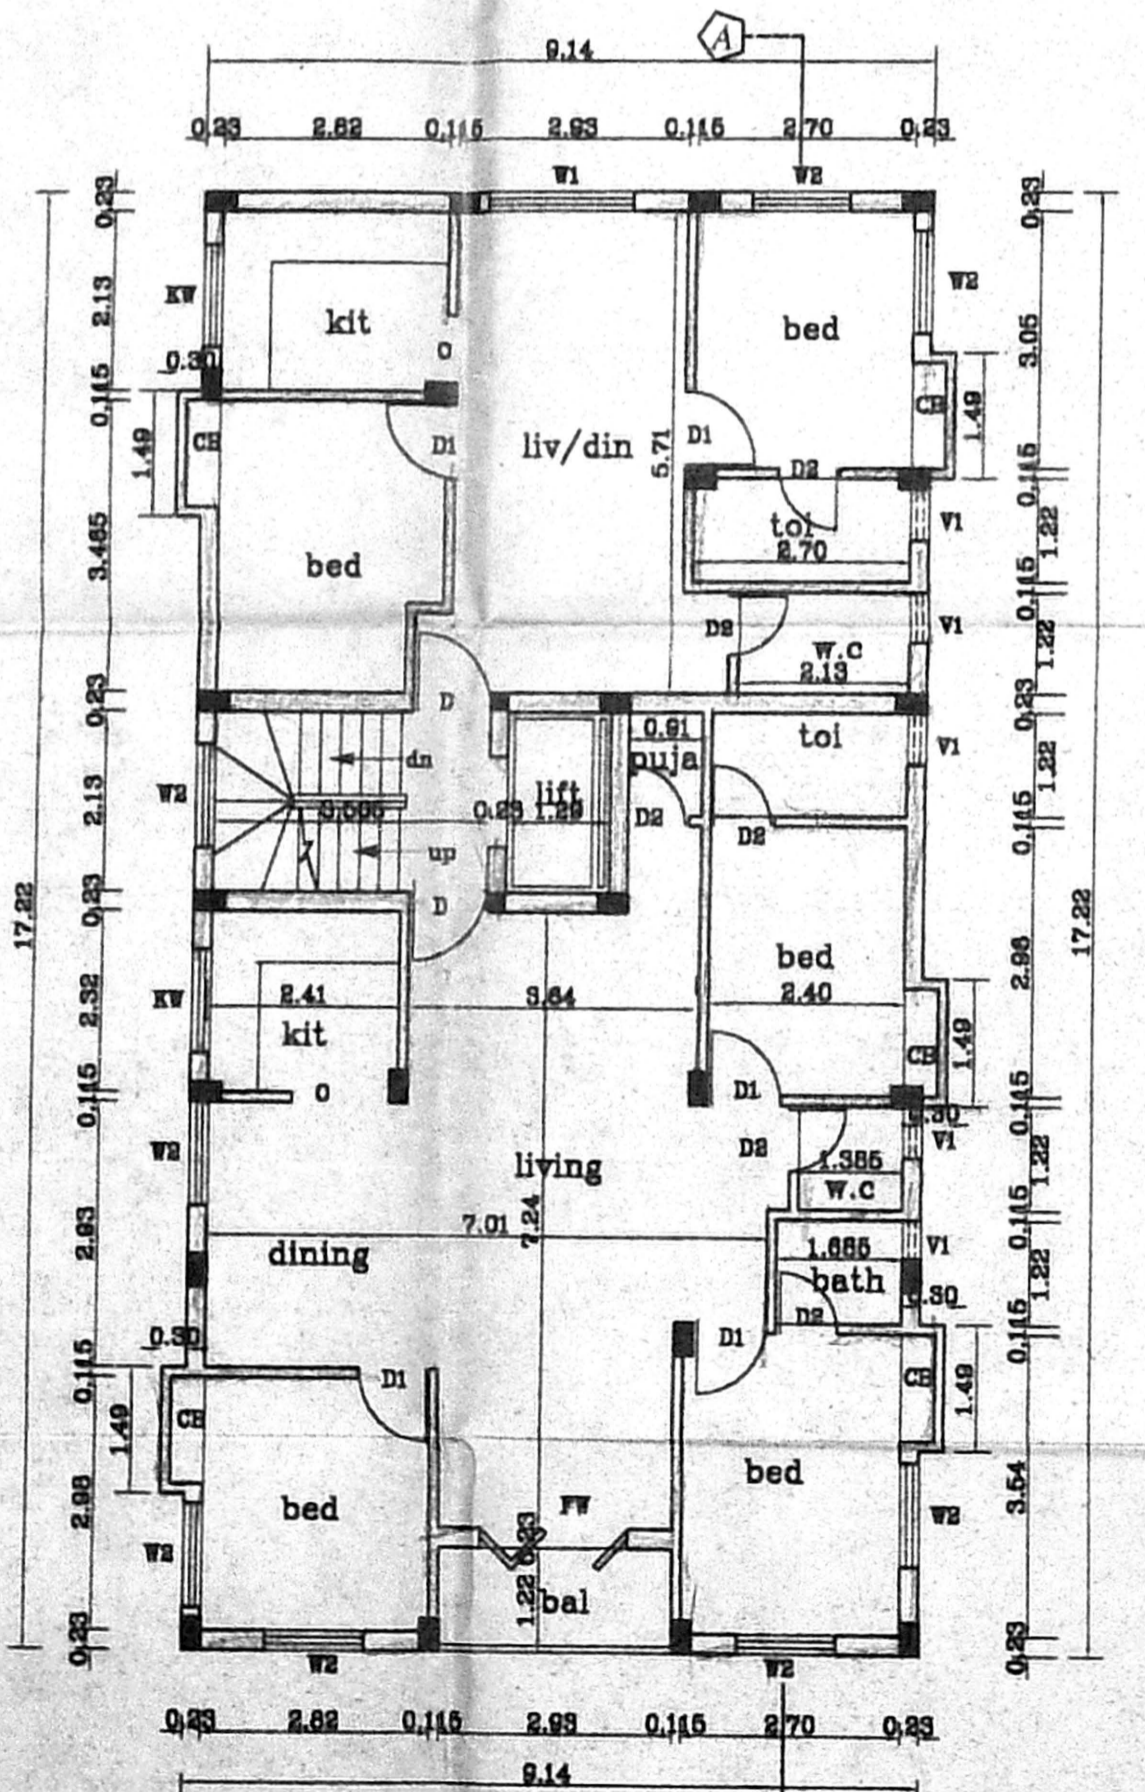 A
9.14
0.23 2.82 0.115 2.93 0.115 2.70 0.23
W1 W2
0.23 0.23
KW 2.13 kit bed W2 3.05
0.30 O
0.115 CB D1 liv/din 5.71 D1 CB 1.49
1.49 D2 0.115
toi V1 1.22
3.465 bed 2.70
0.115
D2 W.C V1 1.22
2.13
0.23 D 0.23
0.91 toi V1
dn puja 1.22
W2 2.13 lift
0.23 1.29 D2 D2 0.115
up
17.22 0.23 D 17.22
bed 2.98
KW 2.32 2.41 3.64 2.40
kit CB 1.49
0.115 O D1 0.115
V1
W2 living D2 1.385 1.22
W.C
7.01 7.24 0.115
2.93 dining 1.685 V1
bath 1.22
0.30 D2 0.30
0.115 D1 D1 0.115
1.49 CB CB 1.49
bed
2.98 bed FW 3.54
W2 0.23 W2
1.22 bal
0.23 W2 W2 0.23
0.23 2.82 0.115 2.93 0.115 2.70 0.23
9.14